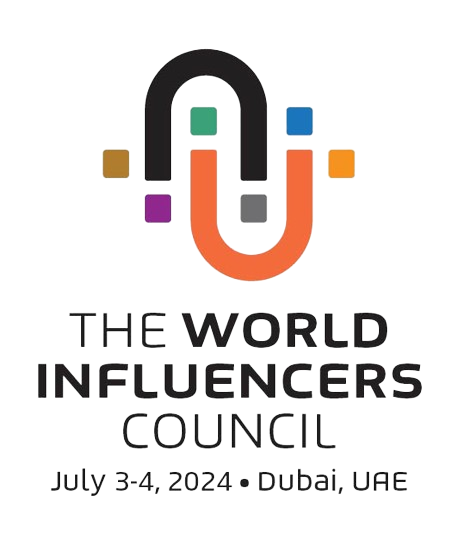 THE WORLD
INFLUENCERS
COUNCIL
July 3-4, 2024 • Dubai, UAE